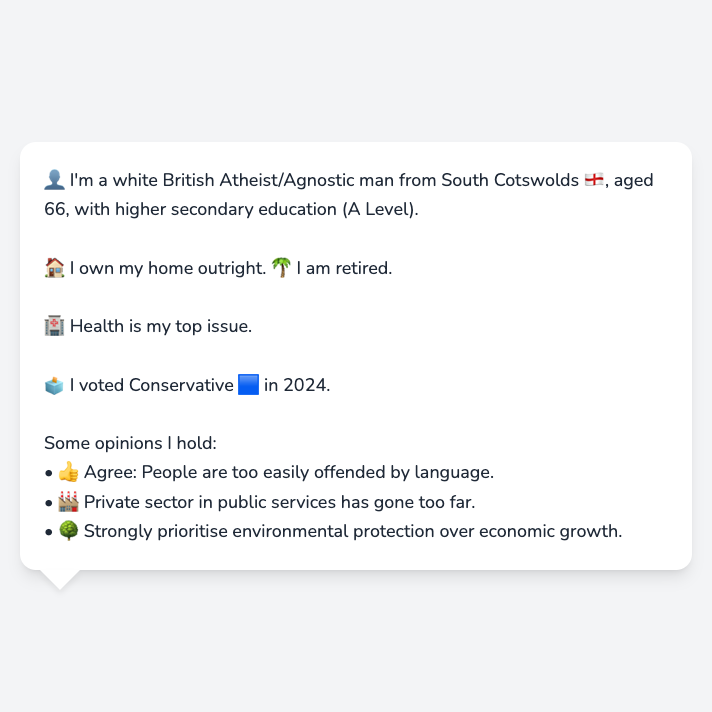 👤 I'm a white British Atheist/Agnostic man from South Cotswolds 🏴󠁧󠁢󠁥󠁮󠁧󠁿, aged
66, with higher secondary education (A Level).
🏠 I own my home outright. 🌴 I am retired.
🏥 Health is my top issue.
🗳️ I voted Conservative 🟦 in 2024.
Some opinions I hold:
• 👍 Agree: People are too easily offended by language.
• 🏭 Private sector in public services has gone too far.
• 🌳 Strongly prioritise environmental protection over economic growth.